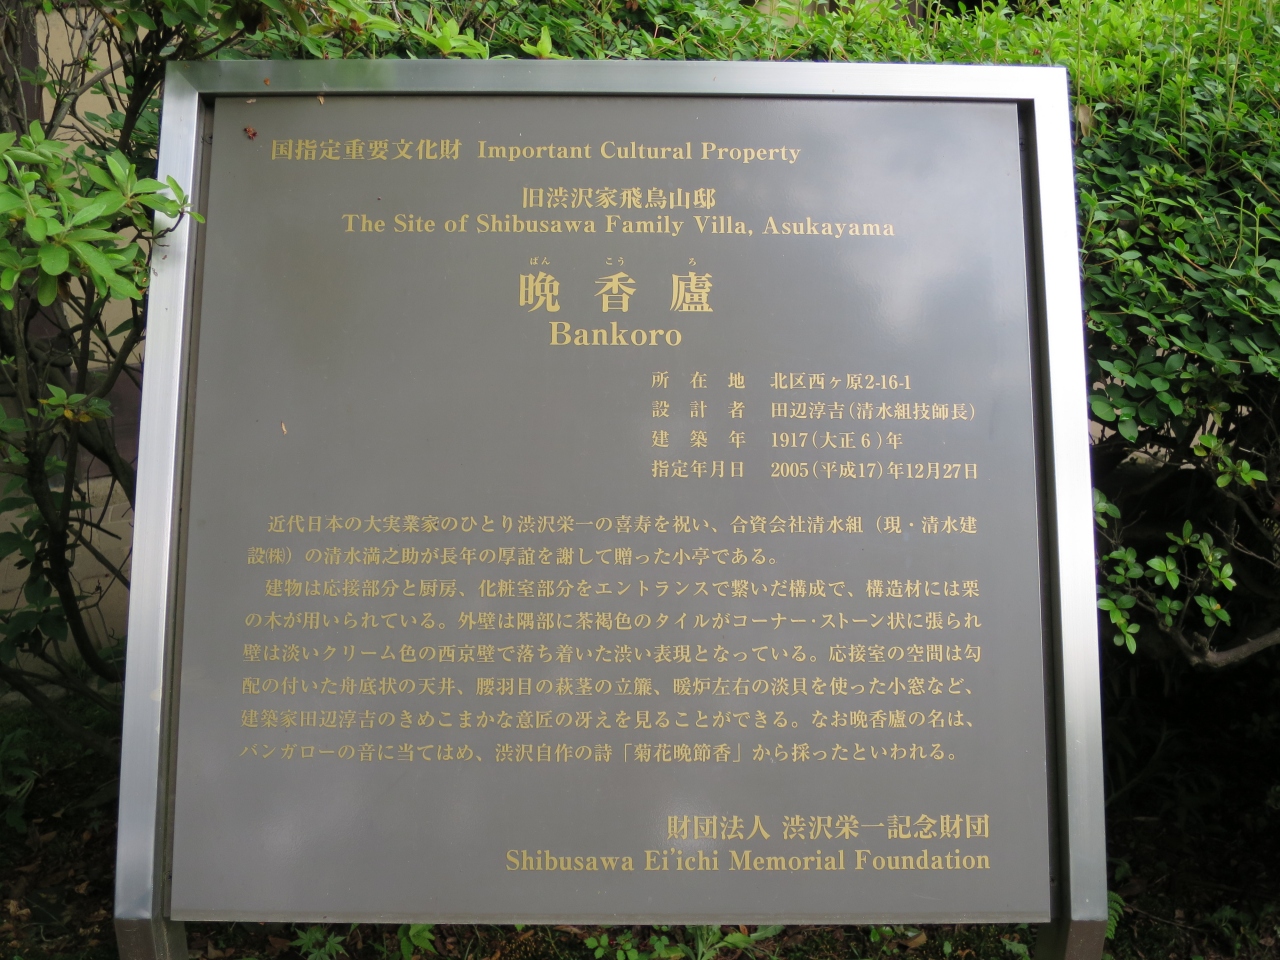 国指定重要文化財 Important Cultural Property
旧渋沢家飛鳥山邸
The Site of Shibusawa Family Villa, Asukayama
ばん こう ろ
晩 香 廬
Bankoro
所 在 地 北区西ヶ原2-16-1
設 計 者 田辺淳吉(清水組技師長)
建 築 年 1917(大正6)年
指定年月日 2005(平成17)年12月27日
近代日本の大実業家のひとり渋沢栄一の喜寿を祝い、合資会社清水組(現・清水建
設㈱)の清水満之助が長年の厚誼を謝して贈った小亭である。
建物は応接部分と厨房、化粧室部分をエントランスで繋いだ構成で、構造材には栗
の木が用いられている。外壁は隅部に茶褐色のタイルがコーナー・ストーン状に張られ
壁は淡いクリーム色の西京壁で落ち着いた渋い表現となっている。応接室の空間は勾
配の付いた舟底状の天井、腰羽目の萩茎の立簾、暖炉左右の淡貝を使った小窓など、
建築家田辺淳吉のきめこまかな意匠の冴えを見ることができる。なお晩香廬の名は、
バンガローの音に当てはめ、渋沢自作の詩「菊花晩節香」から採ったといわれる。
財団法人 渋沢栄一記念財団
Shibusawa Ei'ichi Memorial Foundation